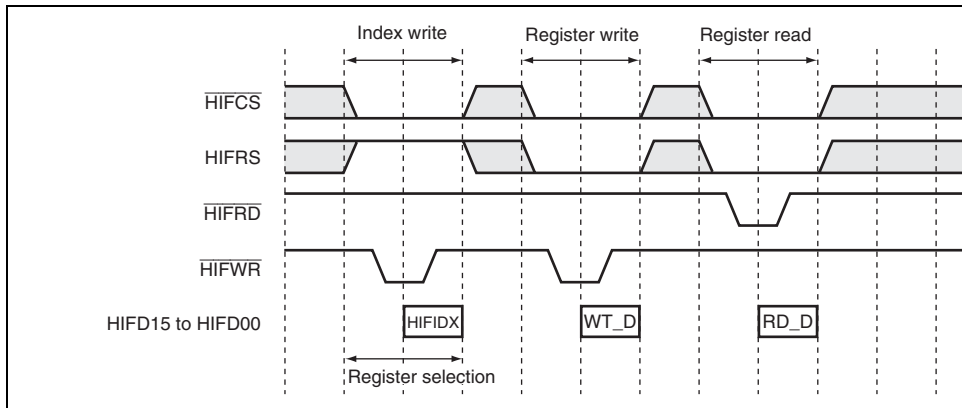 Index write Register write Register read
HIFCS
HIFRS
HIFRD
HIFWR
HIFD15 to HIFD00 HIFIDX WT_D RD_D
Register selection